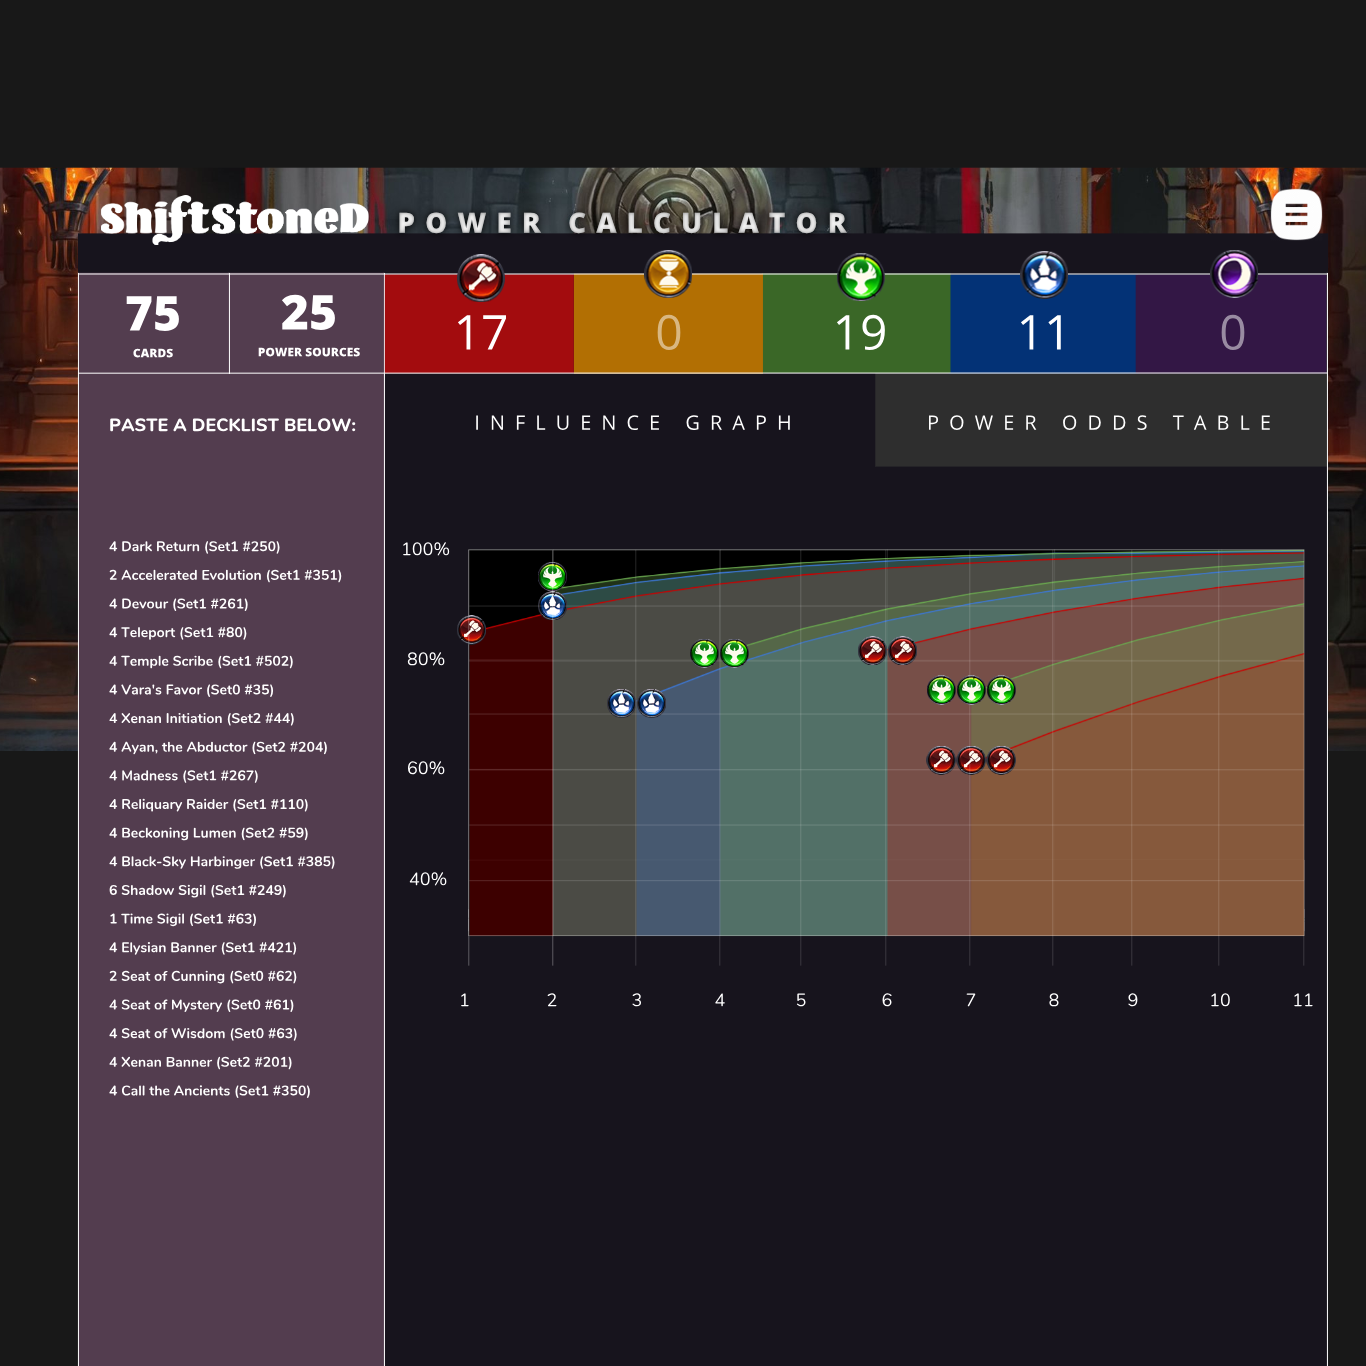 ShiftStoneD POWER CALCULATOR
75
CARDS
25
POWER SOURCES
17
0
19
11
0
PASTE A DECKLIST BELOW:
4 Dark Return (Set1 #250)
2 Accelerated Evolution (Set1 #351)
4 Devour (Set1 #261)
4 Teleport (Set1 #80)
4 Temple Scribe (Set1 #502)
4 Vara's Favor (Set0 #35)
4 Xenan Initiation (Set2 #44)
4 Ayan, the Abductor (Set2 #204)
4 Madness (Set1 #267)
4 Reliquary Raider (Set1 #110)
4 Beckoning Lumen (Set2 #59)
4 Black-Sky Harbinger (Set1 #385)
6 Shadow Sigil (Set1 #249)
1 Time Sigil (Set1 #63)
4 Elysian Banner (Set1 #421)
2 Seat of Cunning (Set0 #62)
4 Seat of Mystery (Set0 #61)
4 Seat of Wisdom (Set0 #63)
4 Xenan Banner (Set2 #201)
4 Call the Ancients (Set1 #350)
INFLUENCE GRAPH
POWER ODDS TABLE
100%
80%
60%
40%
1 2 3 4 5 6 7 8 9 10 11